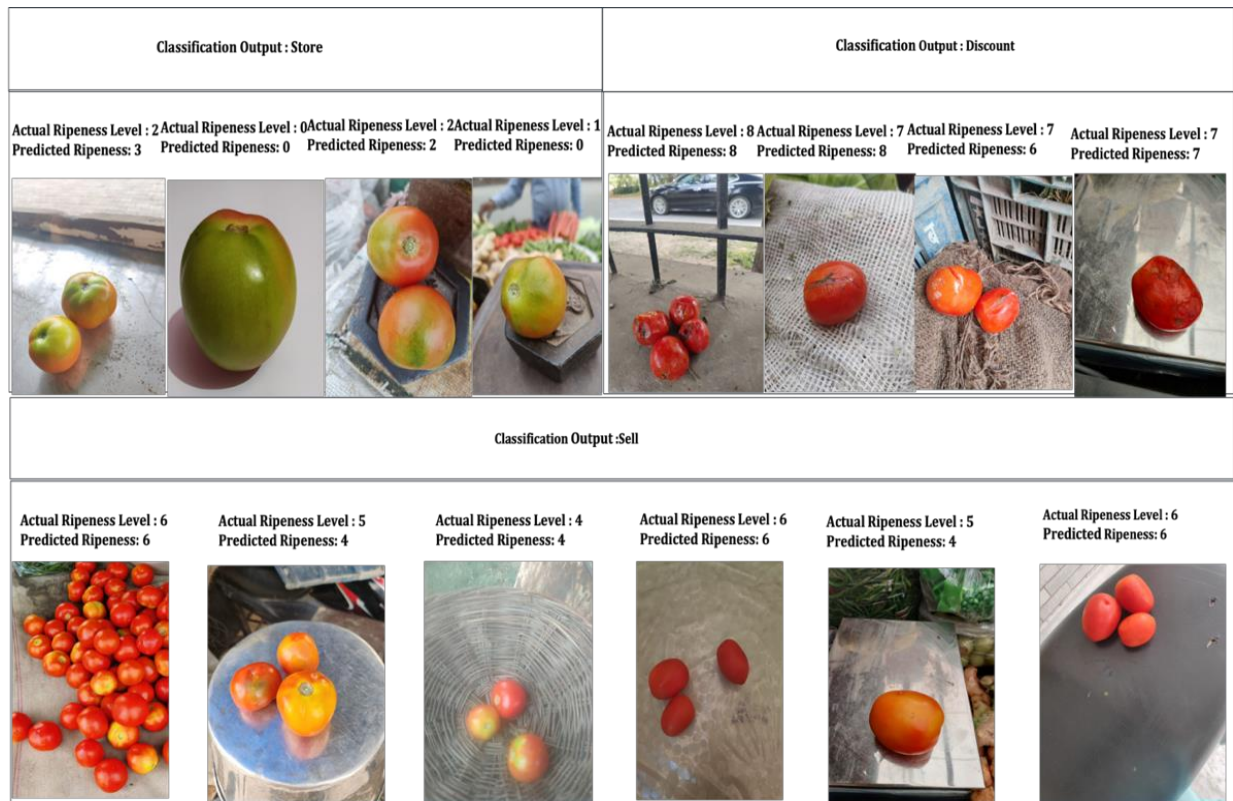 Classification Output : Store
Classification Output : Discount
Actual Ripeness Level : 2
Predicted Ripeness: 3
Actual Ripeness Level : 0
Predicted Ripeness: 0
Actual Ripeness Level : 2
Predicted Ripeness: 2
Actual Ripeness Level : 1
Predicted Ripeness: 0
Actual Ripeness Level : 8
Predicted Ripeness: 8
Actual Ripeness Level : 7
Predicted Ripeness: 8
Actual Ripeness Level : 7
Predicted Ripeness: 6
Actual Ripeness Level : 7
Predicted Ripeness: 7
Classification Output :Sell
Actual Ripeness Level : 6
Predicted Ripeness: 6
Actual Ripeness Level : 5
Predicted Ripeness: 4
Actual Ripeness Level : 4
Predicted Ripeness: 4
Actual Ripeness Level : 6
Predicted Ripeness: 6
Actual Ripeness Level : 5
Predicted Ripeness: 4
Actual Ripeness Level : 6
Predicted Ripeness: 6